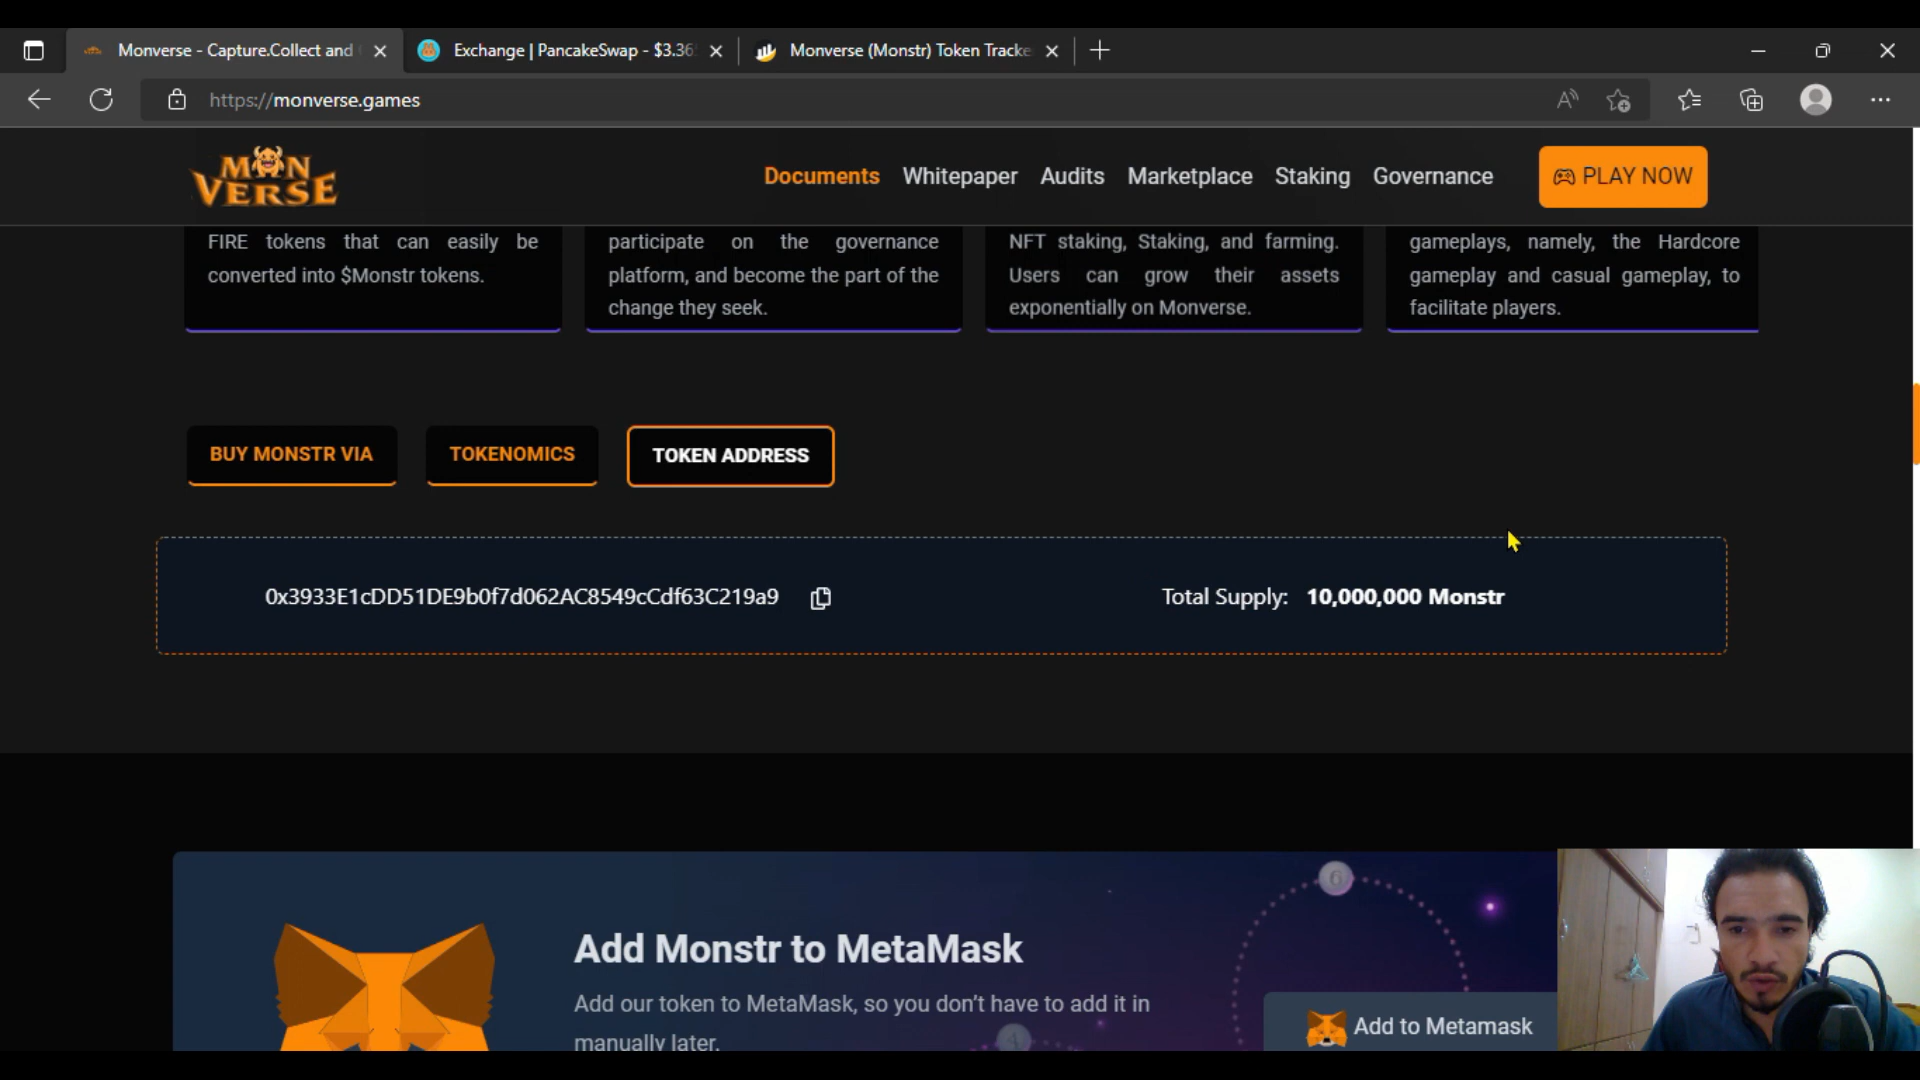 Monverse - Capture.Collect and
Exchange | PancakeSwap - $3.36
Monverse (Monstr) Token Tracke
https://monverse.games
MON
VERSE
Documents
Whitepaper
Audits
Marketplace
Staking
Governance
PLAY NOW
FIRE tokens that can easily be
converted into $Monstr tokens.
participate on the governance
platform, and become the part of the
change they seek.
NFT staking, Staking, and farming.
Users can grow their assets
exponentially on Monverse.
gameplays, namely, the Hardcore
gameplay and casual gameplay, to
facilitate players.
BUY MONSTR VIA
TOKENOMICS
TOKEN ADDRESS
0x3933E1cDD51DE9b0f7d062AC8549cCdf63C219a9
Total Supply: 10,000,000 Monstr
Add Monstr to MetaMask
Add our token to MetaMask, so you don't have to add it in
manually later.
Add to Metamask
6
4